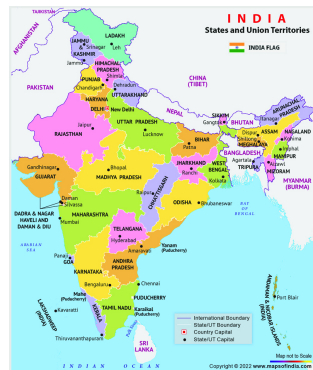 INDIA
States and Union Territories
INDIA FLAG
TAJIKISTAN
AFGHANISTAN
LADAKH
JAMMU & KASHMIR
Srinagar
Leh
Jammu
HIMACHAL PRADESH
Shimla
PUNJAB
Chandigarh
Dehradun
UTTARAKHAND
HARYANA
DELHI
New Delhi
PAKISTAN
CHINA
(TIBET)
NEPAL
RAJASTHAN
Jaipur
UTTAR PRADESH
Lucknow
SIKKIM
Gangtok
BHUTAN
ARUNACHAL PRADESH
Itanagar
ASSAM
Dispur
NAGALAND
Kohima
Shillong
MEGHALAYA
Imphal
MANIPUR
BANGLADESH
Agartala
TRIPURA
Aizawl
MIZORAM
MYANMAR
(BURMA)
BIHAR
Patna
JHARKHAND
Ranchi
WEST BENGAL
Kolkata
Gandhinagar
GUJARAT
Bhopal
MADHYA PRADESH
CHHATTISGARH
Raipur
ODISHA
Bhubaneswar
Daman
Silvassa
DADRA & NAGAR
HAVELI AND
DAMAN & DIU
MAHARASHTRA
Mumbai
BAY
OF
BENGAL
ARABIAN
SEA
TELANGANA
Hyderabad
Yanam
(Puducherry)
Amaravati
ANDHRA
PRADESH
Panaji
GOA
KARNATAKA
Bengaluru
Chennai
Mahe
(Puducherry)
PUDUCHERRY
Karaikal
(Puducherry)
TAMIL NADU
KERALA
Thiruvananthapuram
LAKSHADWEEP
(INDIA)
Kavaratti
SRI
LANKA
ANDAMAN & NICOBAR ISLANDS
(INDIA)
Port Blair
International Boundary
State/UT Boundary
Country Capital
State/UT Capital
Map not to Scale
Copyright © 2022 www.mapsofindia.com
INDIAN OCEAN